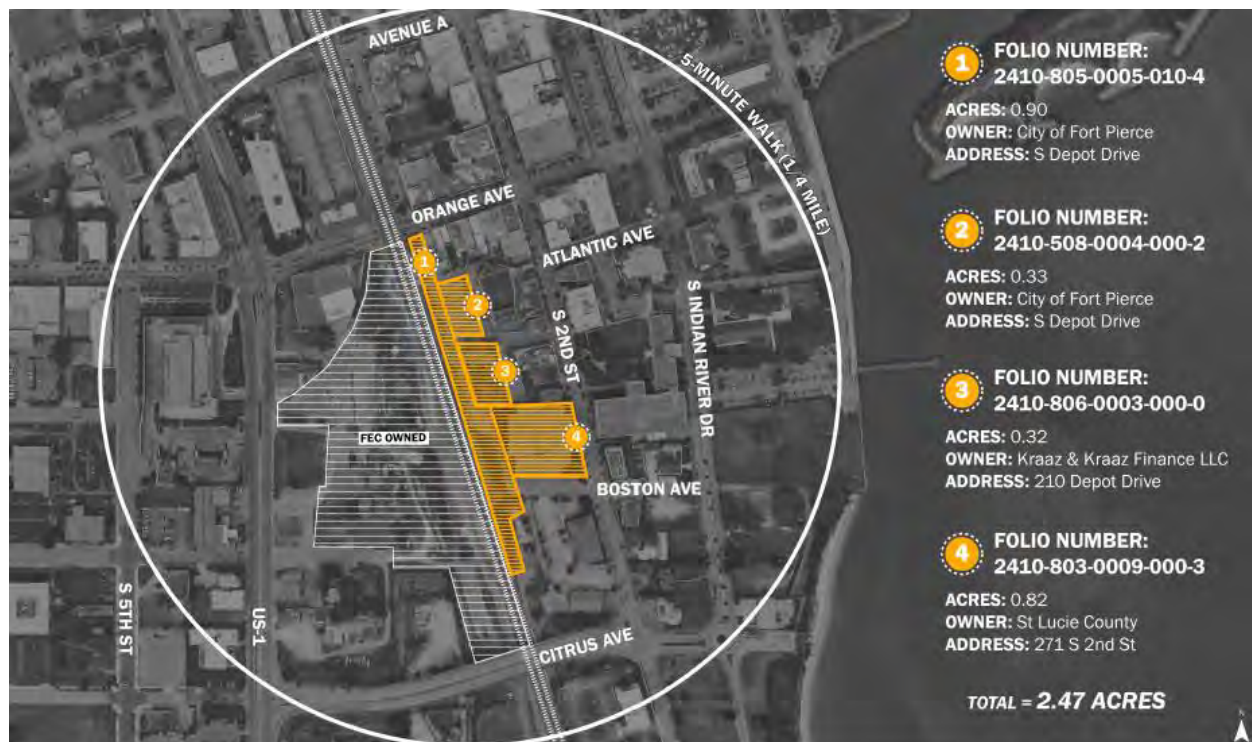 AVENUE A
5-MINUTE WALK (1/4 MILE)
ORANGE AVE
ATLANTIC AVE
S 2ND ST
S INDIAN RIVER DR
1
2
3
4
FEC OWNED
BOSTON AVE
S 5TH ST
US-1
CITRUS AVE
1
FOLIO NUMBER:
2410-805-0005-010-4
ACRES: 0.90
OWNER: City of Fort Pierce
ADDRESS: S Depot Drive
2
FOLIO NUMBER:
2410-508-0004-000-2
ACRES: 0.33
OWNER: City of Fort Pierce
ADDRESS: S Depot Drive
3
FOLIO NUMBER:
2410-806-0003-000-0
ACRES: 0.32
OWNER: Kraaz & Kraaz Finance LLC
ADDRESS: 210 Depot Drive
4
FOLIO NUMBER:
2410-803-0009-000-3
ACRES: 0.82
OWNER: St Lucie County
ADDRESS: 271 S 2nd St
TOTAL = 2.47 ACRES
N